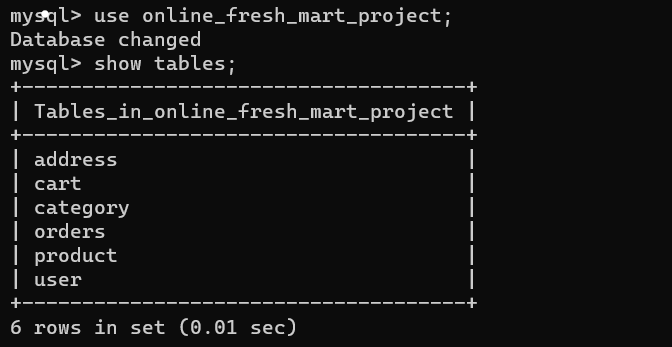 mysql> use online_fresh_mart_project;
Database changed
mysql> show tables;
+-------------------------------------+
| Tables_in_online_fresh_mart_project |
+-------------------------------------+
| address                             |
| cart                                |
| category                            |
| orders                              |
| product                             |
| user                                |
+-------------------------------------+
6 rows in set (0.01 sec)